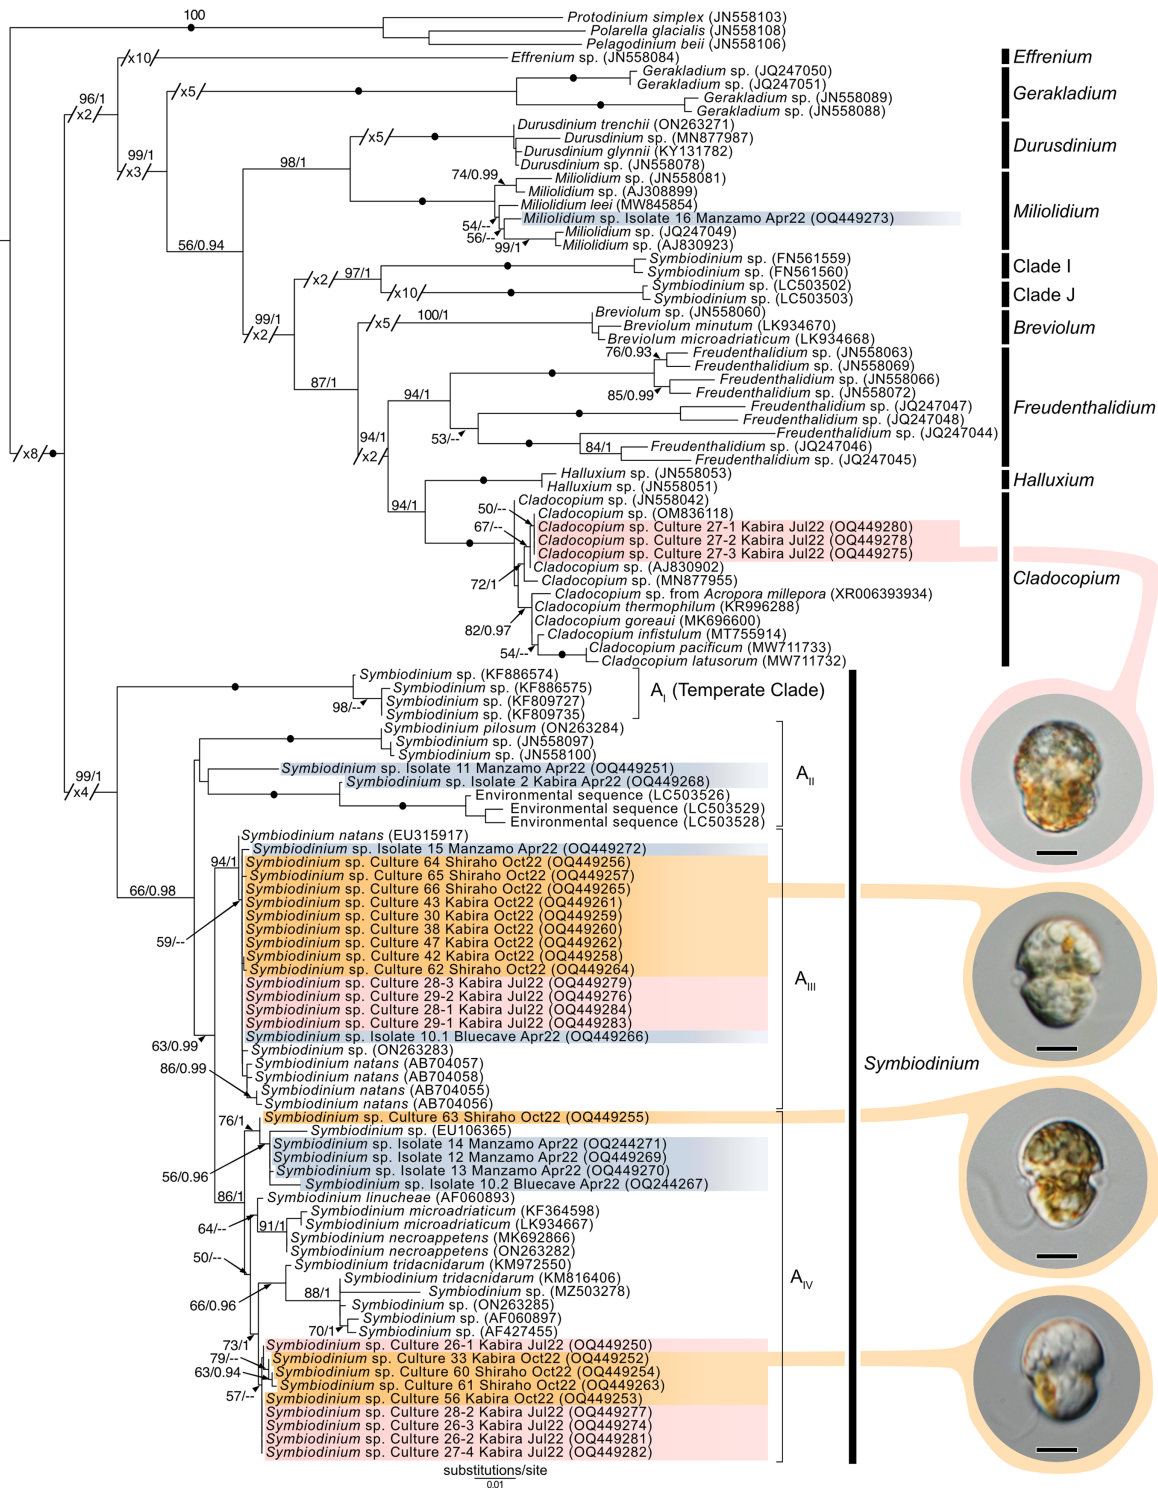 100
Protodinium simplex (JN558103)
Polarella glacialis (JN558108)
Pelagodinium beii (JN558106)
x10
Effrenium sp. (JN558084)
Effrenium
96/1
x2
x5
Gerakladium sp. (JQ247050)
Gerakladium sp. (JQ247051)
Gerakladium sp. (JN558089)
Gerakladium sp. (JN558088)
Gerakladium
99/1
x3
98/1
x5
Durusdinium trenchii (ON263271)
Durusdinium sp. (MN877987)
Durusdinium glynnii (KY131782)
Durusdinium sp. (JN558078)
Durusdinium
74/0.99
Miliolidium sp. (JN558081)
Miliolidium sp. (AJ308899)
Miliolidium leei (MW845854)
54/--
Miliolidium sp. Isolate 16 Manzamo Apr22 (OQ449273)
56/--
Miliolidium sp. (JQ247049)
99/1
Miliolidium sp. (AJ830923)
Miliolidium
56/0.94
x2
97/1
Symbiodinium sp. (FN561559)
Symbiodinium sp. (FN561560)
Clade I
x10
Symbiodinium sp. (LC503502)
Symbiodinium sp. (LC503503)
Clade J
99/1
x2
x5
100/1
Breviolum sp. (JN558060)
Breviolum minutum (LK934670)
Breviolum microadriaticum (LK934668)
Breviolum
87/1
76/0.93
Freudenthalidium sp. (JN558063)
Freudenthalidium sp. (JN558069)
Freudenthalidium sp. (JN558066)
85/0.99
Freudenthalidium sp. (JN558072)
94/1
Freudenthalidium sp. (JQ247047)
Freudenthalidium sp. (JQ247048)
53/--
Freudenthalidium sp. (JQ247044)
84/1
Freudenthalidium sp. (JQ247046)
Freudenthalidium sp. (JQ247045)
Freudenthalidium
94/1
x2
x8
Halluxium sp. (JN558053)
Halluxium sp. (JN558051)
Halluxium
94/1
Cladocopium sp. (JN558042)
50/--
Cladocopium sp. (OM836118)
67/--
Cladocopium sp. Culture 27-1 Kabira Jul22 (OQ449280)
Cladocopium sp. Culture 27-2 Kabira Jul22 (OQ449278)
Cladocopium sp. Culture 27-3 Kabira Jul22 (OQ449275)
Cladocopium sp. (AJ830902)
72/1
Cladocopium sp. (MN877955)
Cladocopium sp. from Acropora millepora (XR006393934)
Cladocopium thermophilum (KR996288)
82/0.97
Cladocopium goreaui (MK696600)
Cladocopium infistulum (MT755914)
54/--
Cladocopium pacificum (MW711733)
Cladocopium latusorum (MW711732)
Cladocopium
Symbiodinium sp. (KF886574)
Symbiodinium sp. (KF886575)
98/--
Symbiodinium sp. (KF809727)
Symbiodinium sp. (KF809735)
AI (Temperate Clade)
99/1
x4
Symbiodinium pilosum (ON263284)
Symbiodinium sp. (JN558097)
Symbiodinium sp. (JN558100)
Symbiodinium sp. Isolate 11 Manzamo Apr22 (OQ449251)
Symbiodinium sp. Isolate 2 Kabira Apr22 (OQ449268)
Environmental sequence (LC503526)
Environmental sequence (LC503529)
Environmental sequence (LC503528)
AII
66/0.98
Symbiodinium natans (EU315917)
Symbiodinium sp. Isolate 15 Manzamo Apr22 (OQ449272)
94/1
Symbiodinium sp. Culture 64 Shiraho Oct22 (OQ449256)
Symbiodinium sp. Culture 65 Shiraho Oct22 (OQ449257)
Symbiodinium sp. Culture 66 Shiraho Oct22 (OQ449265)
Symbiodinium sp. Culture 43 Kabira Oct22 (OQ449261)
Symbiodinium sp. Culture 30 Kabira Oct22 (OQ449259)
Symbiodinium sp. Culture 38 Kabira Oct22 (OQ449260)
59/--
Symbiodinium sp. Culture 47 Kabira Oct22 (OQ449262)
Symbiodinium sp. Culture 42 Kabira Oct22 (OQ449258)
Symbiodinium sp. Culture 62 Shiraho Oct22 (OQ449264)
Symbiodinium sp. Culture 28-3 Kabira Jul22 (OQ449279)
Symbiodinium sp. Culture 29-2 Kabira Jul22 (OQ449276)
Symbiodinium sp. Culture 28-1 Kabira Jul22 (OQ449284)
Symbiodinium sp. Culture 29-1 Kabira Jul22 (OQ449283)
Symbiodinium sp. Isolate 10.1 Bluecave Apr22 (OQ449266)
63/0.99
Symbiodinium sp. (ON263283)
86/0.99
Symbiodinium natans (AB704057)
Symbiodinium natans (AB704058)
Symbiodinium natans (AB704055)
Symbiodinium natans (AB704056)
AIII
Symbiodinium
76/1
Symbiodinium sp. Culture 63 Shiraho Oct22 (OQ449255)
Symbiodinium sp. (EU106365)
Symbiodinium sp. Isolate 14 Manzamo Apr22 (OQ244271)
Symbiodinium sp. Isolate 12 Manzamo Apr22 (OQ449269)
56/0.96
Symbiodinium sp. Isolate 13 Manzamo Apr22 (OQ449270)
Symbiodinium sp. Isolate 10.2 Bluecave Apr22 (OQ244267)
86/1
Symbiodinium linucheae (AF060893)
Symbiodinium microadriaticum (KF364598)
64/--
91/1
Symbiodinium microadriaticum (LK934667)
Symbiodinium necroappetens (MK692866)
50/--
Symbiodinium necroappetens (ON263282)
Symbiodinium tridacnidarum (KM972550)
Symbiodinium tridacnidarum (KM816406)
88/1
Symbiodinium sp. (MZ503278)
66/0.96
Symbiodinium sp. (ON263285)
Symbiodinium sp. (AF060897)
70/1
Symbiodinium sp. (AF427455)
73/1
Symbiodinium sp. Culture 26-1 Kabira Jul22 (OQ449250)
79/--
Symbiodinium sp. Culture 33 Kabira Oct22 (OQ449252)
63/0.94
Symbiodinium sp. Culture 60 Shiraho Oct22 (OQ449254)
Symbiodinium sp. Culture 61 Shiraho Oct22 (OQ449263)
57/--
Symbiodinium sp. Culture 56 Kabira Oct22 (OQ449253)
Symbiodinium sp. Culture 28-2 Kabira Jul22 (OQ449277)
Symbiodinium sp. Culture 26-3 Kabira Jul22 (OQ449274)
Symbiodinium sp. Culture 26-2 Kabira Jul22 (OQ449281)
Symbiodinium sp. Culture 27-4 Kabira Jul22 (OQ449282)
AIV
substitutions/site
0.01